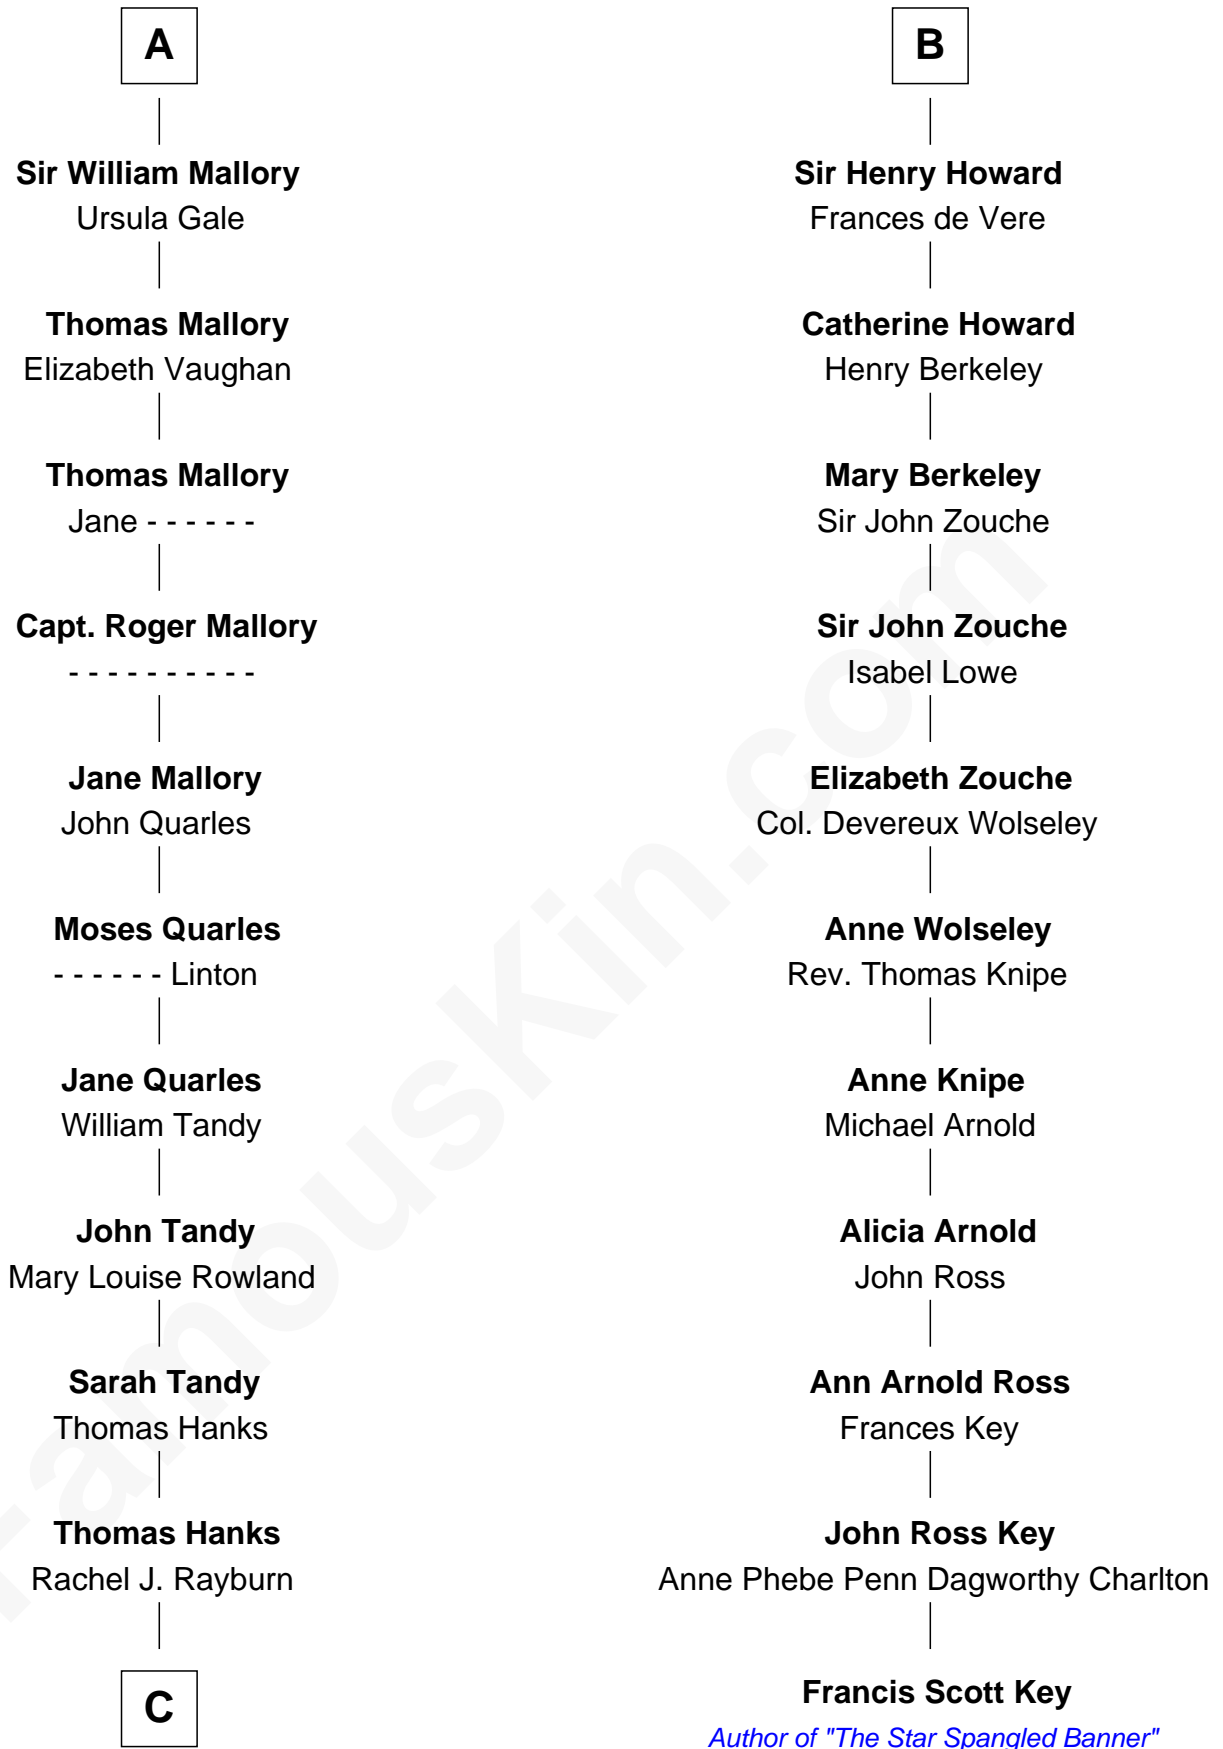 A
Sir William Mallory
Ursula Gale
Thomas Mallory
Elizabeth Vaughan
Thomas Mallory
Jane - - - - - -
Capt. Roger Mallory
- - - - - - - - - -
Jane Mallory
John Quarles
Moses Quarles
- - - - - - Linton
Jane Quarles
William Tandy
John Tandy
Mary Louise Rowland
Sarah Tandy
Thomas Hanks
Thomas Hanks
Rachel J. Rayburn
C
B
Sir Henry Howard
Frances de Vere
Catherine Howard
Henry Berkeley
Mary Berkeley
Sir John Zouche
Sir John Zouche
Isabel Lowe
Elizabeth Zouche
Col. Devereux Wolseley
Anne Wolseley
Rev. Thomas Knipe
Anne Knipe
Michael Arnold
Alicia Arnold
John Ross
Ann Arnold Ross
Frances Key
John Ross Key
Anne Phebe Penn Dagworthy Charlton
Francis Scott Key
Author of "The Star Spangled Banner"
FamousKin.com